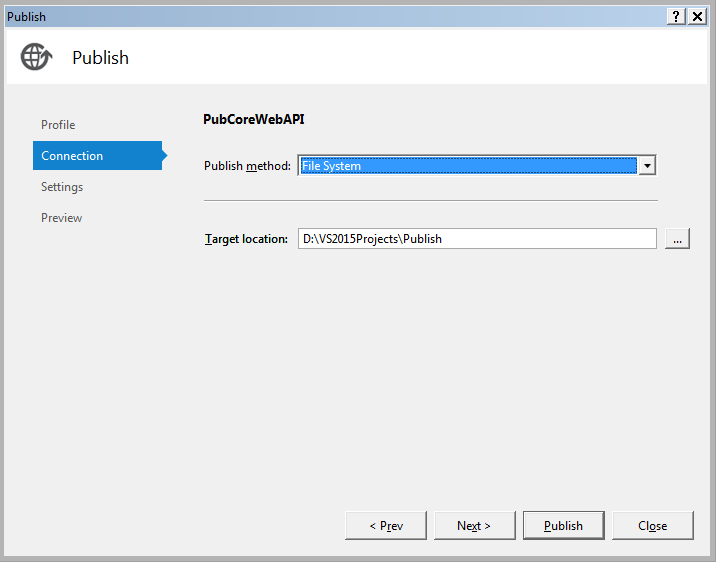 Publish
Publish
Profile
Connection
Settings
Preview
PubCoreWebAPI
Publish method: File System
Target location: D:\VS2015Projects\Publish ...
< Prev Next > Publish Close